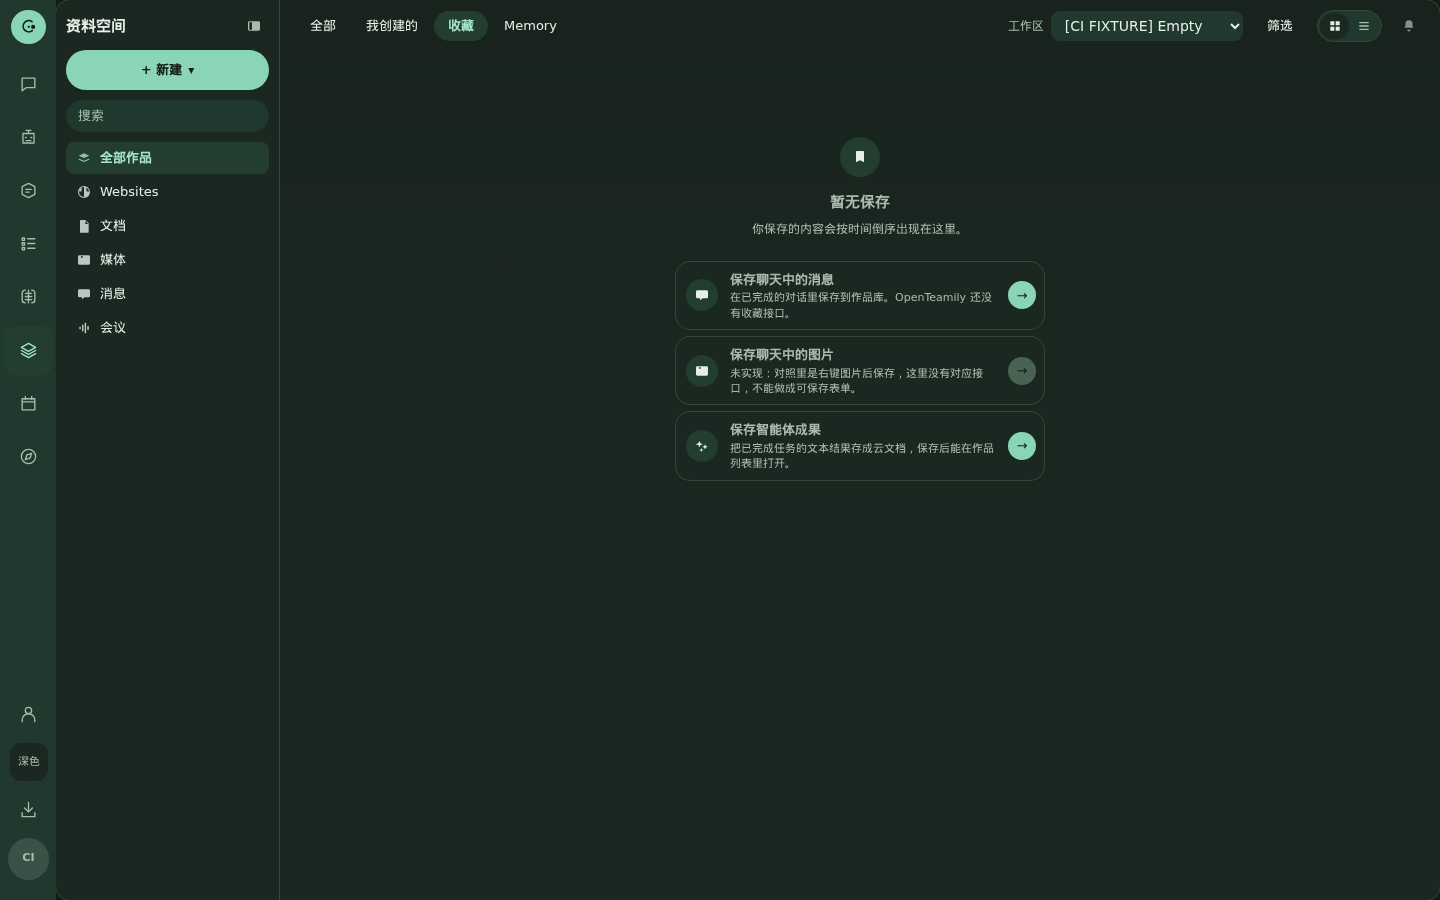 资料空间
+ 新建 ▾
搜索
全部作品
Websites
文档
媒体
消息
会议
深色
CI
全部
我创建的
收藏
Memory
工作区
[CI FIXTURE] Empty
筛选
暂无保存
你保存的内容会按时间倒序出现在这里。
保存聊天中的消息
在已完成的对话里保存到作品库。OpenTeamily 还没
有收藏接口。
→
保存聊天中的图片
未实现：对照里是右键图片后保存，这里没有对应接
口，不能做成可保存表单。
→
保存智能体成果
把已完成任务的文本结果存成云文档，保存后能在作品
列表里打开。
→